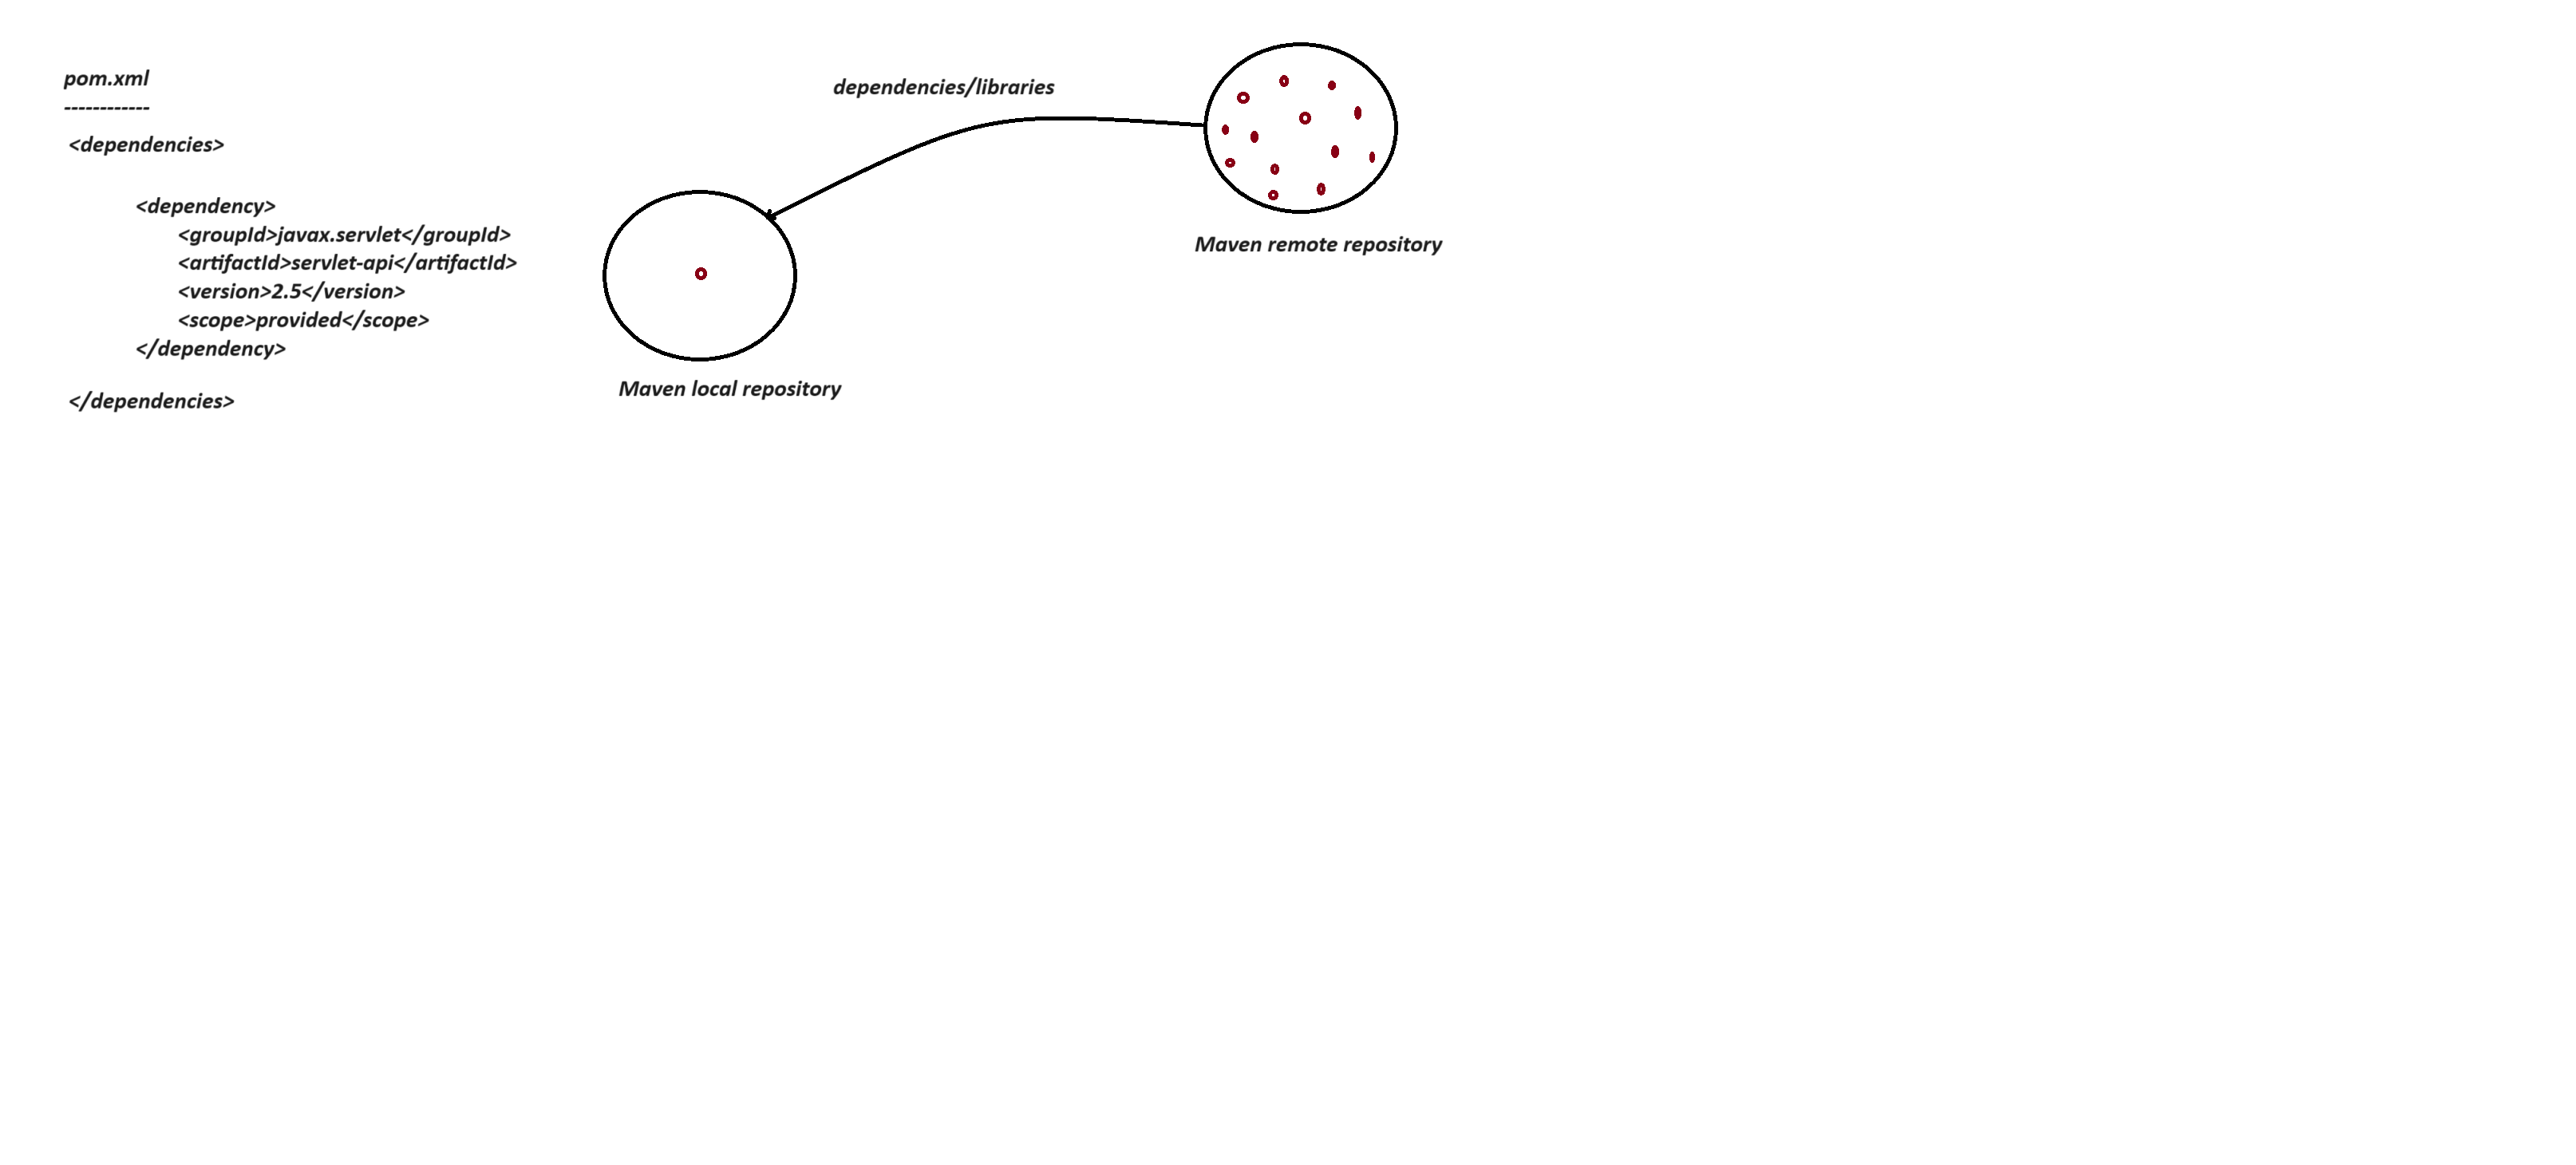 pom.xml
------------
<dependencies>
<dependency>
<groupId>javax.servlet</groupId>
<artifactId>servlet-api</artifactId>
<version>2.5</version>
<scope>provided</scope>
</dependency>
</dependencies>
dependencies/libraries
Maven local repository
Maven remote repository